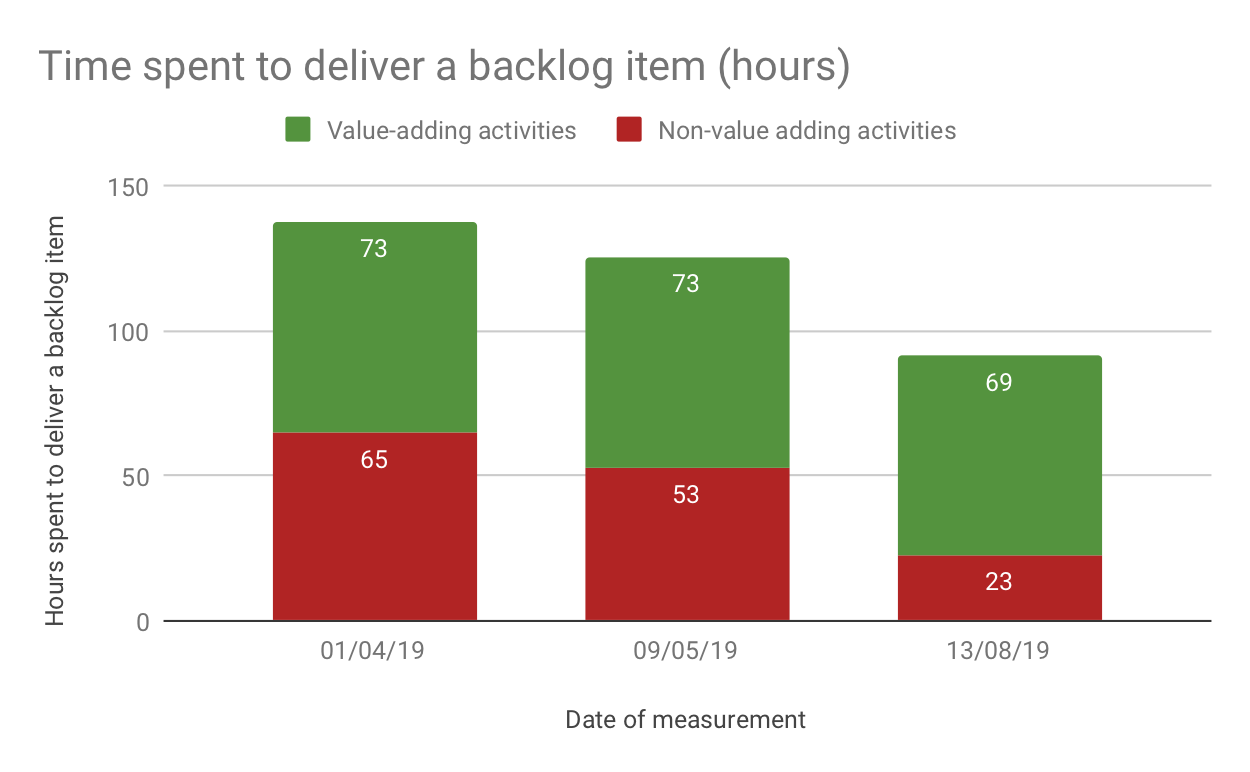 Time spent to deliver a backlog item (hours)
Value-adding activities
Non-value adding activities
Hours spent to deliver a backlog item
150
100
50
0
73
65
73
53
69
23
01/04/19
09/05/19
13/08/19
Date of measurement